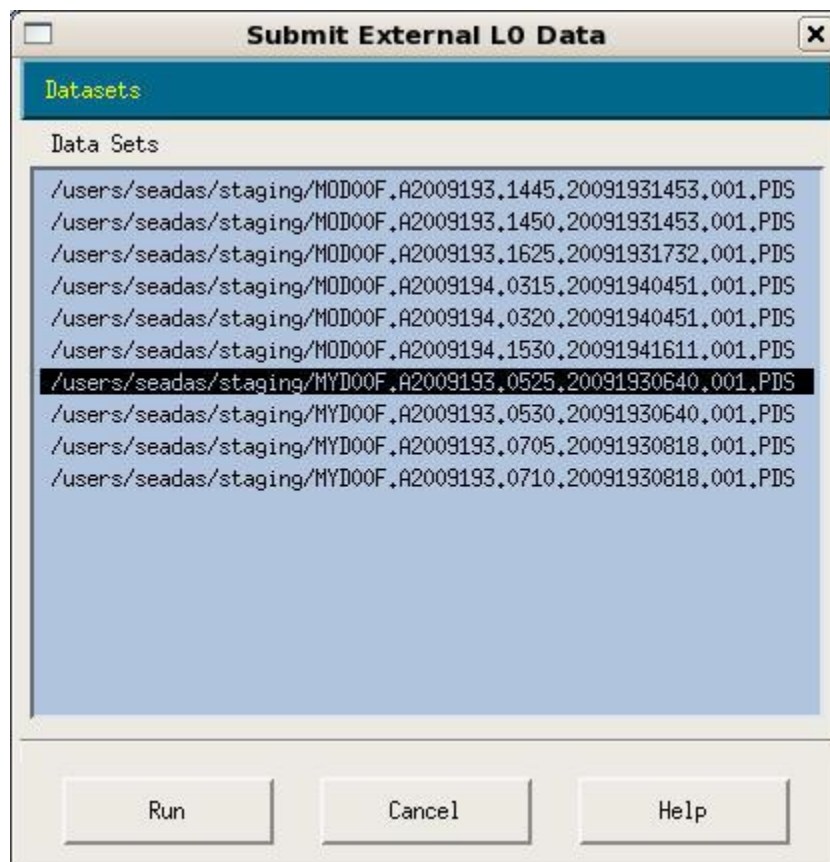 Submit External L0 Data
Datasets
Data Sets
/users/seadas/staging/MOD00F.A2009193.1445.20091931453.001.PDS
/users/seadas/staging/MOD00F.A2009193.1450.20091931453.001.PDS
/users/seadas/staging/MOD00F.A2009193.1625.20091931732.001.PDS
/users/seadas/staging/MOD00F.A2009194.0315.20091940451.001.PDS
/users/seadas/staging/MOD00F.A2009194.0320.20091940451.001.PDS
/users/seadas/staging/MOD00F.A2009194.1530.20091941611.001.PDS
/users/seadas/staging/MYD00F.A2009193.0525.20091930640.001.PDS
/users/seadas/staging/MYD00F.A2009193.0530.20091930640.001.PDS
/users/seadas/staging/MYD00F.A2009193.0705.20091930818.001.PDS
/users/seadas/staging/MYD00F.A2009193.0710.20091930818.001.PDS
Run Cancel Help